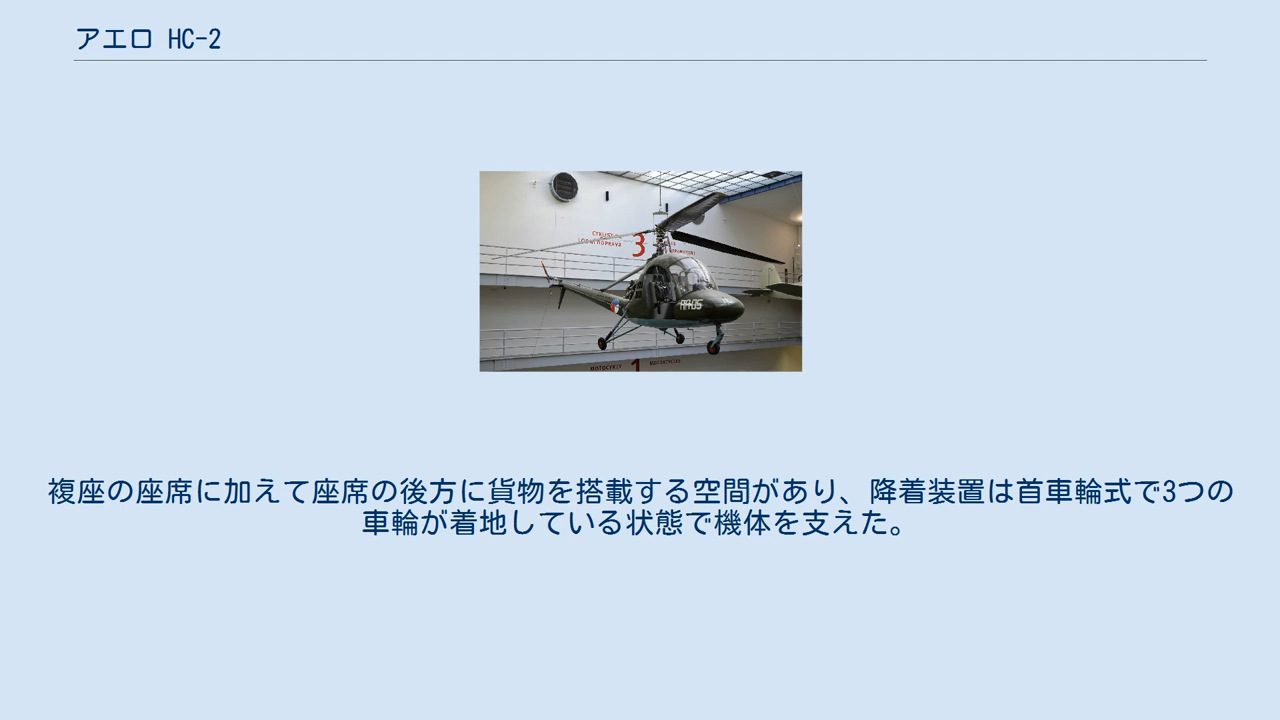 アエロ HC-2
3
複座の座席に加えて座席の後方に貨物を搭載する空間があり、降着装置は首車輪式で3つの
車輪が着地している状態で機体を支えた。